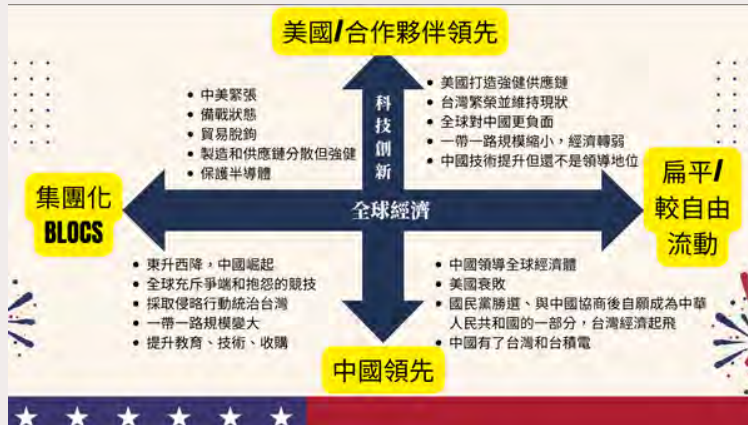 美國/合作夥伴領先
• 中美緊張
• 備戰狀態
• 貿易脫鉤
• 製造和供應鏈分散但強健
• 保護半導體
科技創新
• 美國打造強健供應鏈
• 台灣繁榮並維持現狀
• 全球對中國更負面
• 一帶一路規模縮小，經濟轉弱
• 中國技術提升但還不是領導地位
集團化
BLOCS
全球經濟
扁平/
較自由
流動
• 東升西降，中國崛起
• 全球充斥爭端和抱怨的競技
• 採取侵略行動統治台灣
• 一帶一路規模變大
• 提升教育、技術、收購
• 中國領導全球經濟體
• 美國衰敗
• 國民黨勝選、與中國協商後自願成為中華
人民共和國的一部分，台灣經濟起飛
• 中國有了台灣和台積電
中國領先